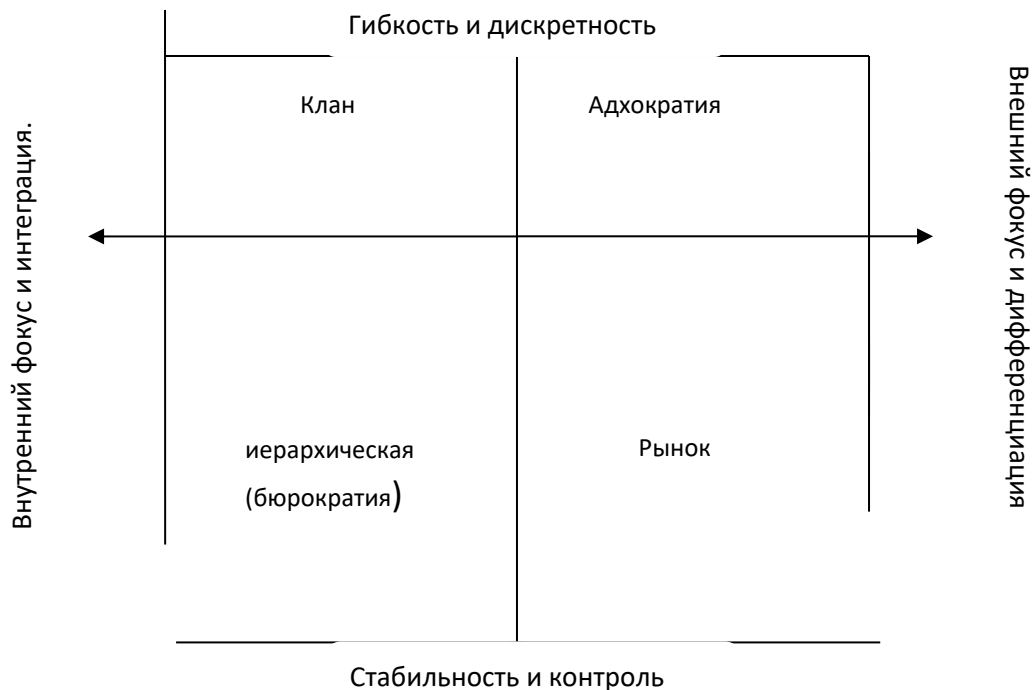 Гибкость и дискретность
Клан
Адхократия
Внутренний фокус и интеграция.
Внешний фокус и дифференциация
иерархическая
(бюрократия)
Рынок
Стабильность и контроль